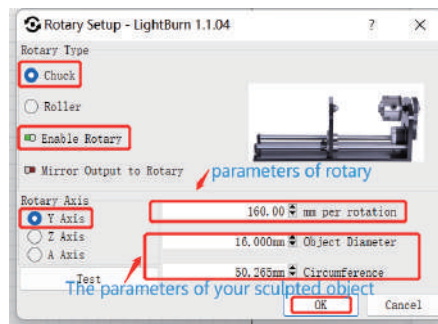 Rotary Setup - LightBurn 1.1.04 ? ×
Rotary Type
Chuck
Roller
Enable Rotary
Mirror Output to Rotary
parameters of rotary
Rotary Axis
Y Axis
160.00 mm per rotation
Z Axis
16.000mm Object Diameter
A Axis
Test
50.265mm Circumference
The parameters of your sculpted object
OK Cancel